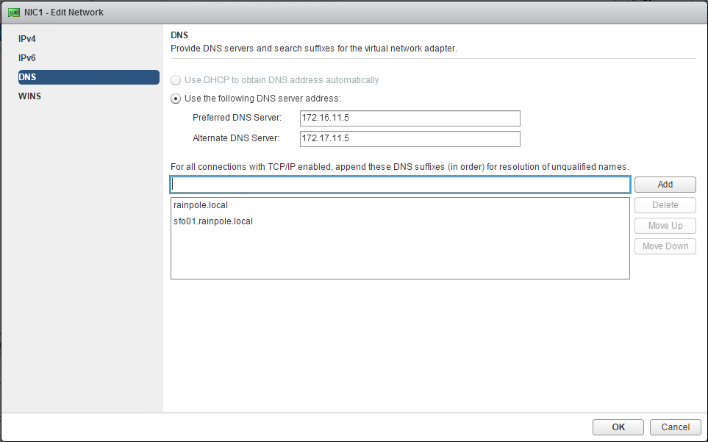 NIC1 - Edit Network
IPv4
IPv6
DNS
WINS
DNS
Provide DNS servers and search suffixes for the virtual network adapter.
Use DHCP to obtain DNS address automatically
Use the following DNS server address:
Preferred DNS Server: 172.16.11.5
Alternate DNS Server: 172.17.11.5
For all connections with TCP/IP enabled, append these DNS suffixes (in order) for resolution of unqualified names.
Add
rainpole.local
Delete
sfo01.rainpole.local
Move Up
Move Down
OK Cancel